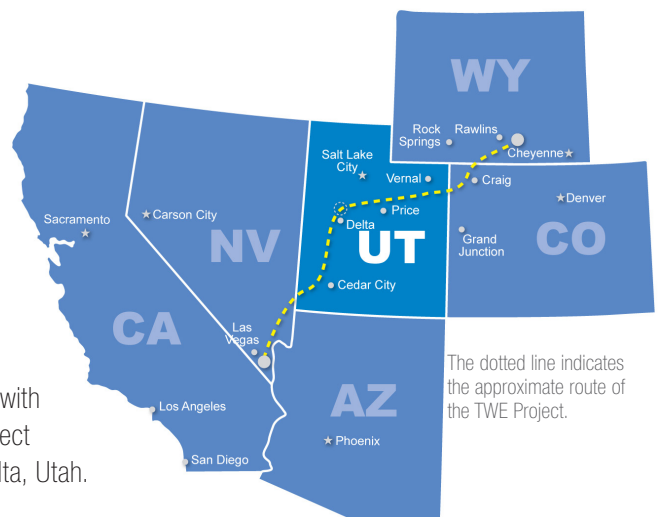 WY
Rock
Springs
Rawlins
Cheyenne
Salt Lake
City
Vernal
Craig
Denver
Sacramento
Carson City
Price
Delta
Grand
Junction
NV
UT
CO
Cedar City
CA
Las
Vegas
The dotted line indicates
the approximate route of
the TWE Project.
AZ
with
ect
lta, Utah.
Los Angeles
Phoenix
San Diego